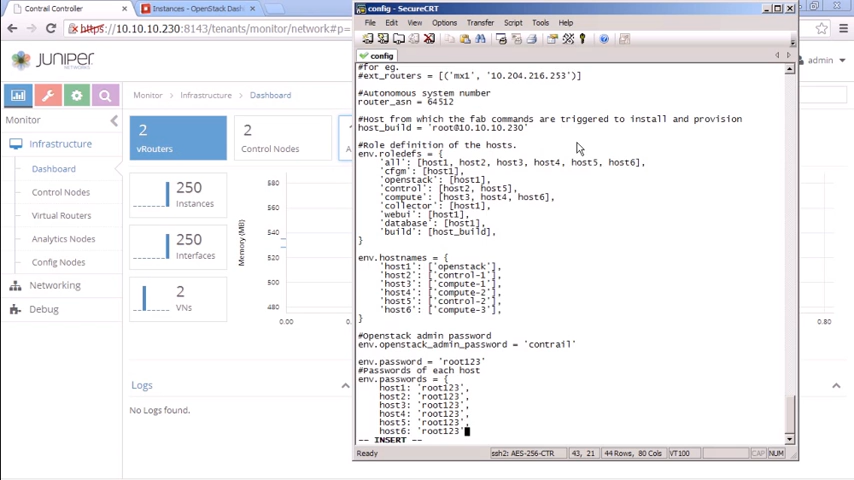 Contrail Controller
Instances - OpenStack Das
https://10.10.10.230:8143/tenants/monitor/network#p=
JUNIPER
NETWORKS
admin
Monitor
Infrastructure
Dashboard
Control Nodes
Virtual Routers
Analytics Nodes
Config Nodes
Networking
Debug
Monitor Infrastructure Dashboard
2
vRouters
2
Control Nodes
250
Instances
250
Interfaces
2
VNs
Memory (MB)
680
540
520
500
480
0.00
0.80
Logs
No Logs found.
config - SecureCRT
File Edit View Options Transfer Script Tools Help
config
#for eg.
#ext_routers = [('mx1', '10.204.216.253')]
#Autonomous system number
router_asn = 64512
#Host from which the fab commands are triggered to install and provision
host_build = 'root@10.10.10.230'
#Role definition of the hosts.
env.roledefs = {
'all': [host1, host2, host3, host4, host5, host6],
'cfgm': [host1],
'openstack': [host1],
'control': [host2, host5],
'compute': [host3, host4, host6],
'collector': [host1],
'webui': [host1],
'database': [host1],
'build': [host_build],
}
env.hostnames = {
'host1': ['openstack'],
'host2': ['control-1'],
'host3': ['compute-1'],
'host4': ['compute-2'],
'host5': ['control-2'],
'host6': ['compute-3'],
}
#Openstack admin password
env.openstack_admin_password = 'contrail'
env.password = 'root123'
#Passwords of each host
env.passwords = {
host1: 'root123',
host2: 'root123',
host3: 'root123',
host4: 'root123',
host5: 'root123',
host6: 'root123'
-- INSERT --
Ready ssh2: AES-256-CTR 43, 21 44 Rows, 80 Cols VT100 CAP NUM